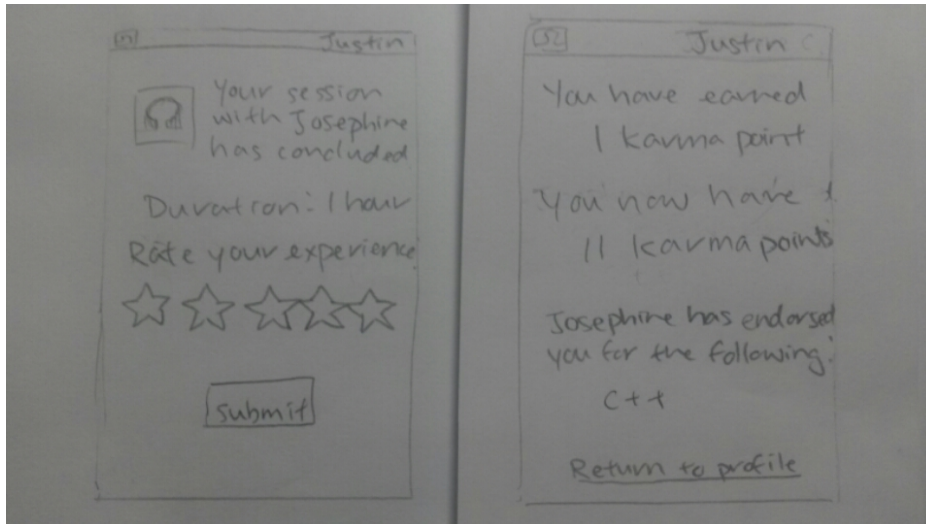 Justin
Your session
with Josephine
has concluded
Duration: 1 hour
Rate your experience
submit
Justin
You have earned
1 karma point
You now have
11 karma points
Josephine has endorsed
you for the following:
C++
Return to profile